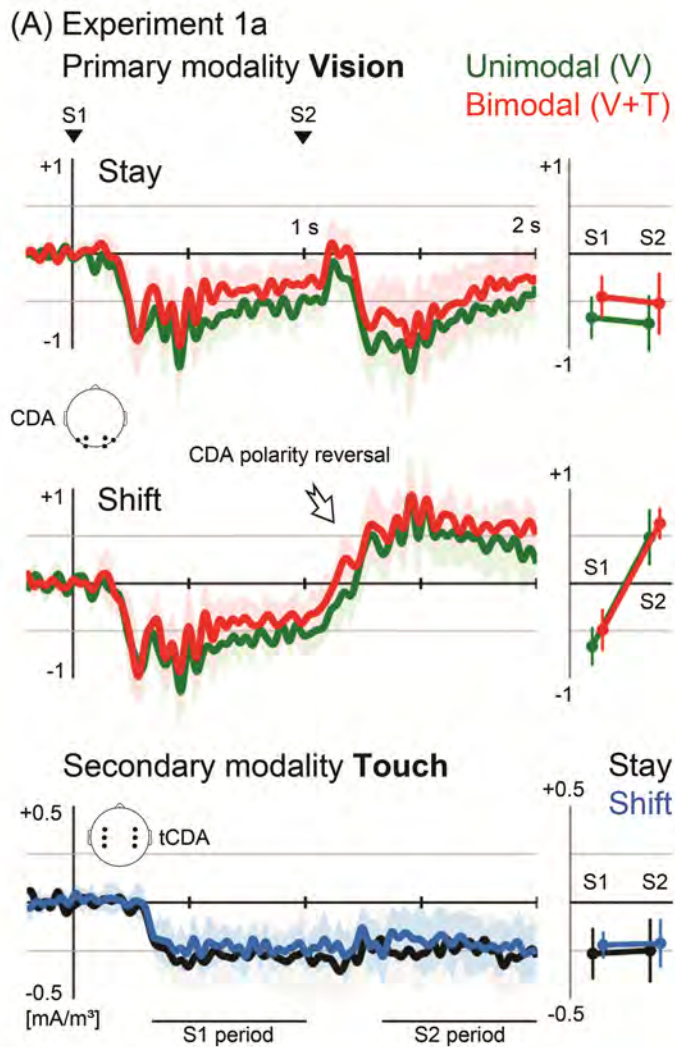 (A) Experiment 1a
Primary modality Vision
Unimodal (V)
Bimodal (V+T)
S1
S2
+1
Stay
1 s
2 s
-1
+1
S1
S2
-1
CDA
CDA polarity reversal
+1
Shift
-1
+1
S1
S2
-1
Secondary modality Touch
Stay
Shift
+0.5
tCDA
-0.5
[mA/m³]
S1 period
S2 period
+0.5
S1
S2
-0.5